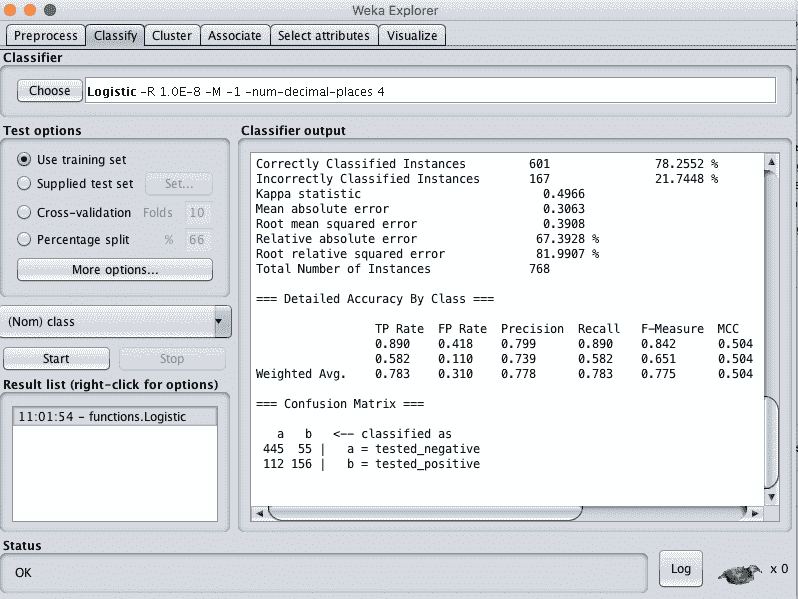 Weka Explorer
Preprocess Classify Cluster Associate Select attributes Visualize
Classifier
Choose Logistic -R 1.0E-8 -M -1 -num-decimal-places 4
Test options
Use training set
Supplied test set Set...
Cross-validation Folds 10
Percentage split % 66
More options...
(Nom) class
Start Stop
Result list (right-click for options)
11:01:54 - functions.Logistic
Classifier output
Correctly Classified Instances 601 78.2552 %
Incorrectly Classified Instances 167 21.7448 %
Kappa statistic 0.4966
Mean absolute error 0.3063
Root mean squared error 0.3908
Relative absolute error 67.3928 %
Root relative squared error 81.9907 %
Total Number of Instances 768
=== Detailed Accuracy By Class ===
TP Rate FP Rate Precision Recall F-Measure MCC
0.890 0.418 0.799 0.890 0.842 0.504
0.582 0.110 0.739 0.582 0.651 0.504
Weighted Avg. 0.783 0.310 0.778 0.783 0.775 0.504
=== Confusion Matrix ===
a b <-- classified as
445 55 | a = tested_negative
112 156 | b = tested_positive
Status
OK
Log
x 0